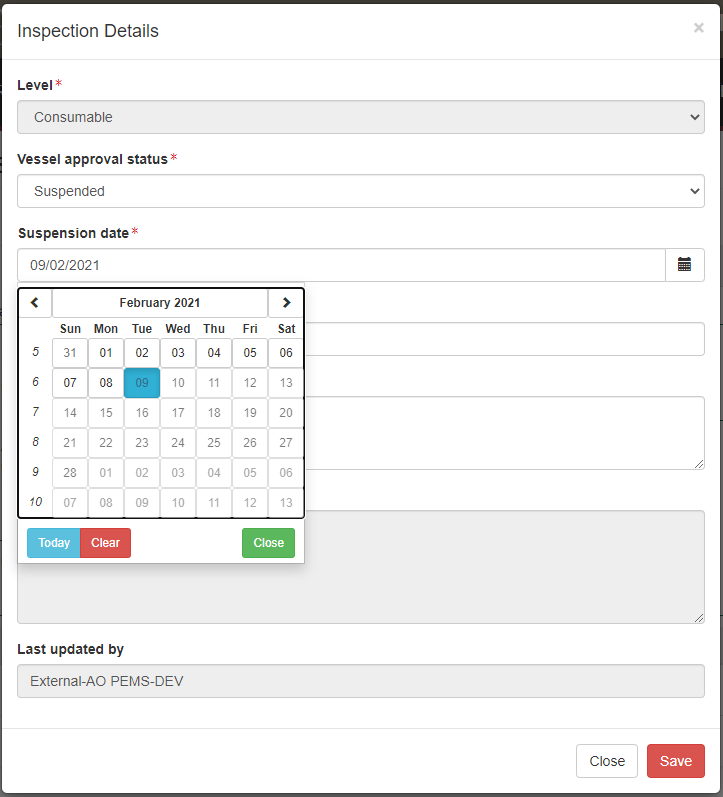 Inspection Details
×
Level*
Consumable
Vessel approval status*
Suspended
Suspension date*
09/02/2021
February 2021
Sun Mon Tue Wed Thu Fri Sat
5 31 01 02 03 04 05 06
6 07 08 09 10 11 12 13
7 14 15 16 17 18 19 20
8 21 22 23 24 25 26 27
9 28 01 02 03 04 05 06
10 07 08 09 10 11 12 13
Today Clear Close
Last updated by
External-AO PEMS-DEV
Close Save